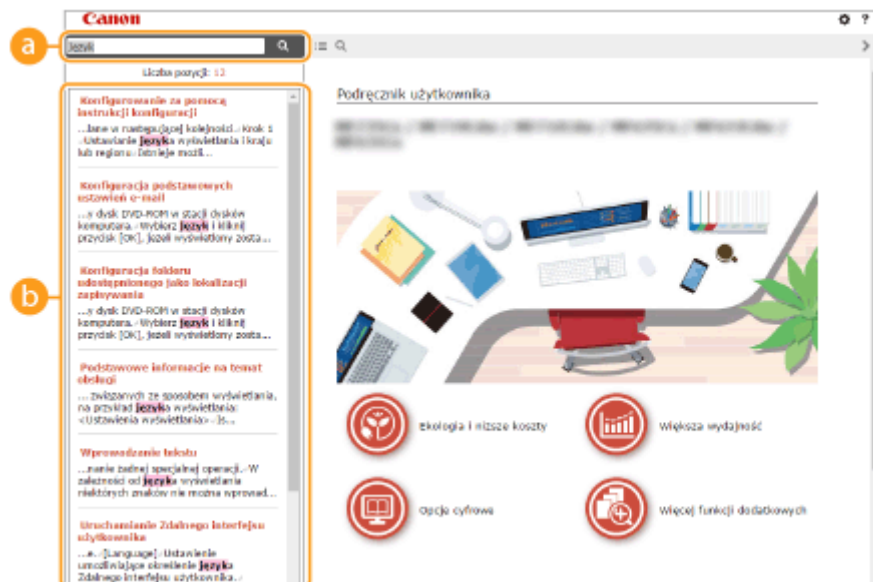 Canon
?
a
Język
Liczba pozycji: 12
b
Konfigurowanie za pomocą
instrukcji konfiguracji
...lane w następującej kolejności.◦Krok 1
◦Ustawianie języka wyświetlania i kraju
lub regionu◦Istnieje możli...
Konfiguracja podstawowych
ustawień e-mail
...y dysk DVD-ROM w stacji dysków
komputera.◦Wybierz język i kliknij
przycisk [OK], jeżeli wyświetlony zosta...
Konfiguracja folderu
udostępnionego jako lokalizacji
zapisywania
...y dysk DVD-ROM w stacji dysków
komputera.◦Wybierz język i kliknij
przycisk [OK], jeżeli wyświetlony zosta...
Podstawowe informacje na temat
obsługi
... związanych ze sposobem wyświetlania,
na przykład języka wyświetlania:
<Ustawienia wyświetlania>
Wprowadzanie tekstu
...nanie żadnej specjalnej operacji.◦W
zależności od języka wyświetlania
niektórych znaków nie można wprowad...
Uruchamianie Zdalnego interfejsu
użytkownika
...e.◦[Language]◦Ustawienie
umożliwiające określenie języka
Zdalnego interfejsu użytkownika.◦
Podręcznik użytkownika
Ekologia i niższe koszty
Większa wydajność
Opcje cyfrowe
Więcej funkcji dodatkowych